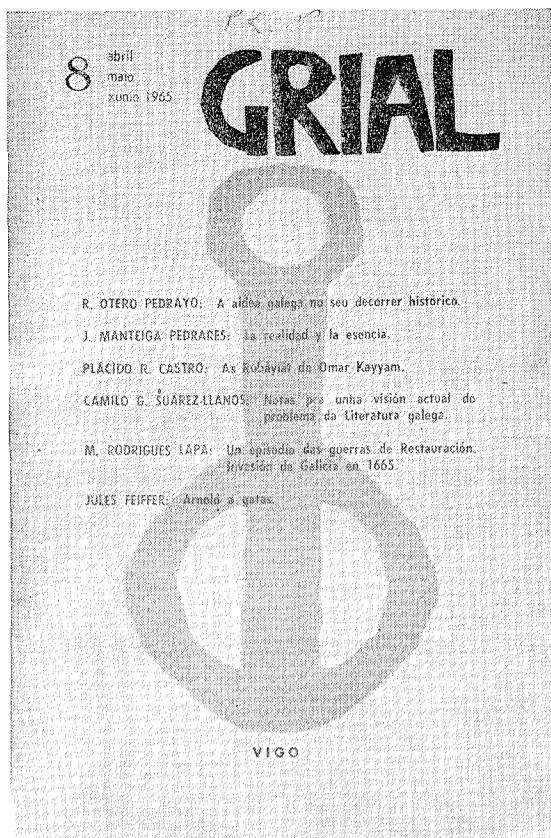 8
abril
maio
xunio 1965
GRIAL
R. OTERO PEDRAYO: A aldea galega no seu decorrer histórico.
J. MANTEIGA PEDRARES: La realidad y la esencia.
PLÁCIDO R. CASTRO: As Rubáyiát de Omar Kayyam.
CAMILO G. SUÁREZ-LLANOS: Notas pra unha visión actual do
problema da Literatura galega.
M. RODRIGUES LAPA: Un episodio das guerras de Restauración.
Invasión de Galicia en 1665.
JULES FEIFFER: Arnold a gatas.
VIGO